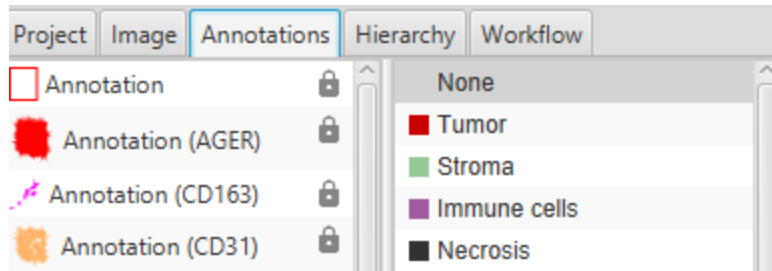 Project Image Annotations Hierarchy Workflow
Annotation
Annotation (AGER)
Annotation (CD163)
Annotation (CD31)
None
Tumor
Stroma
Immune cells
Necrosis